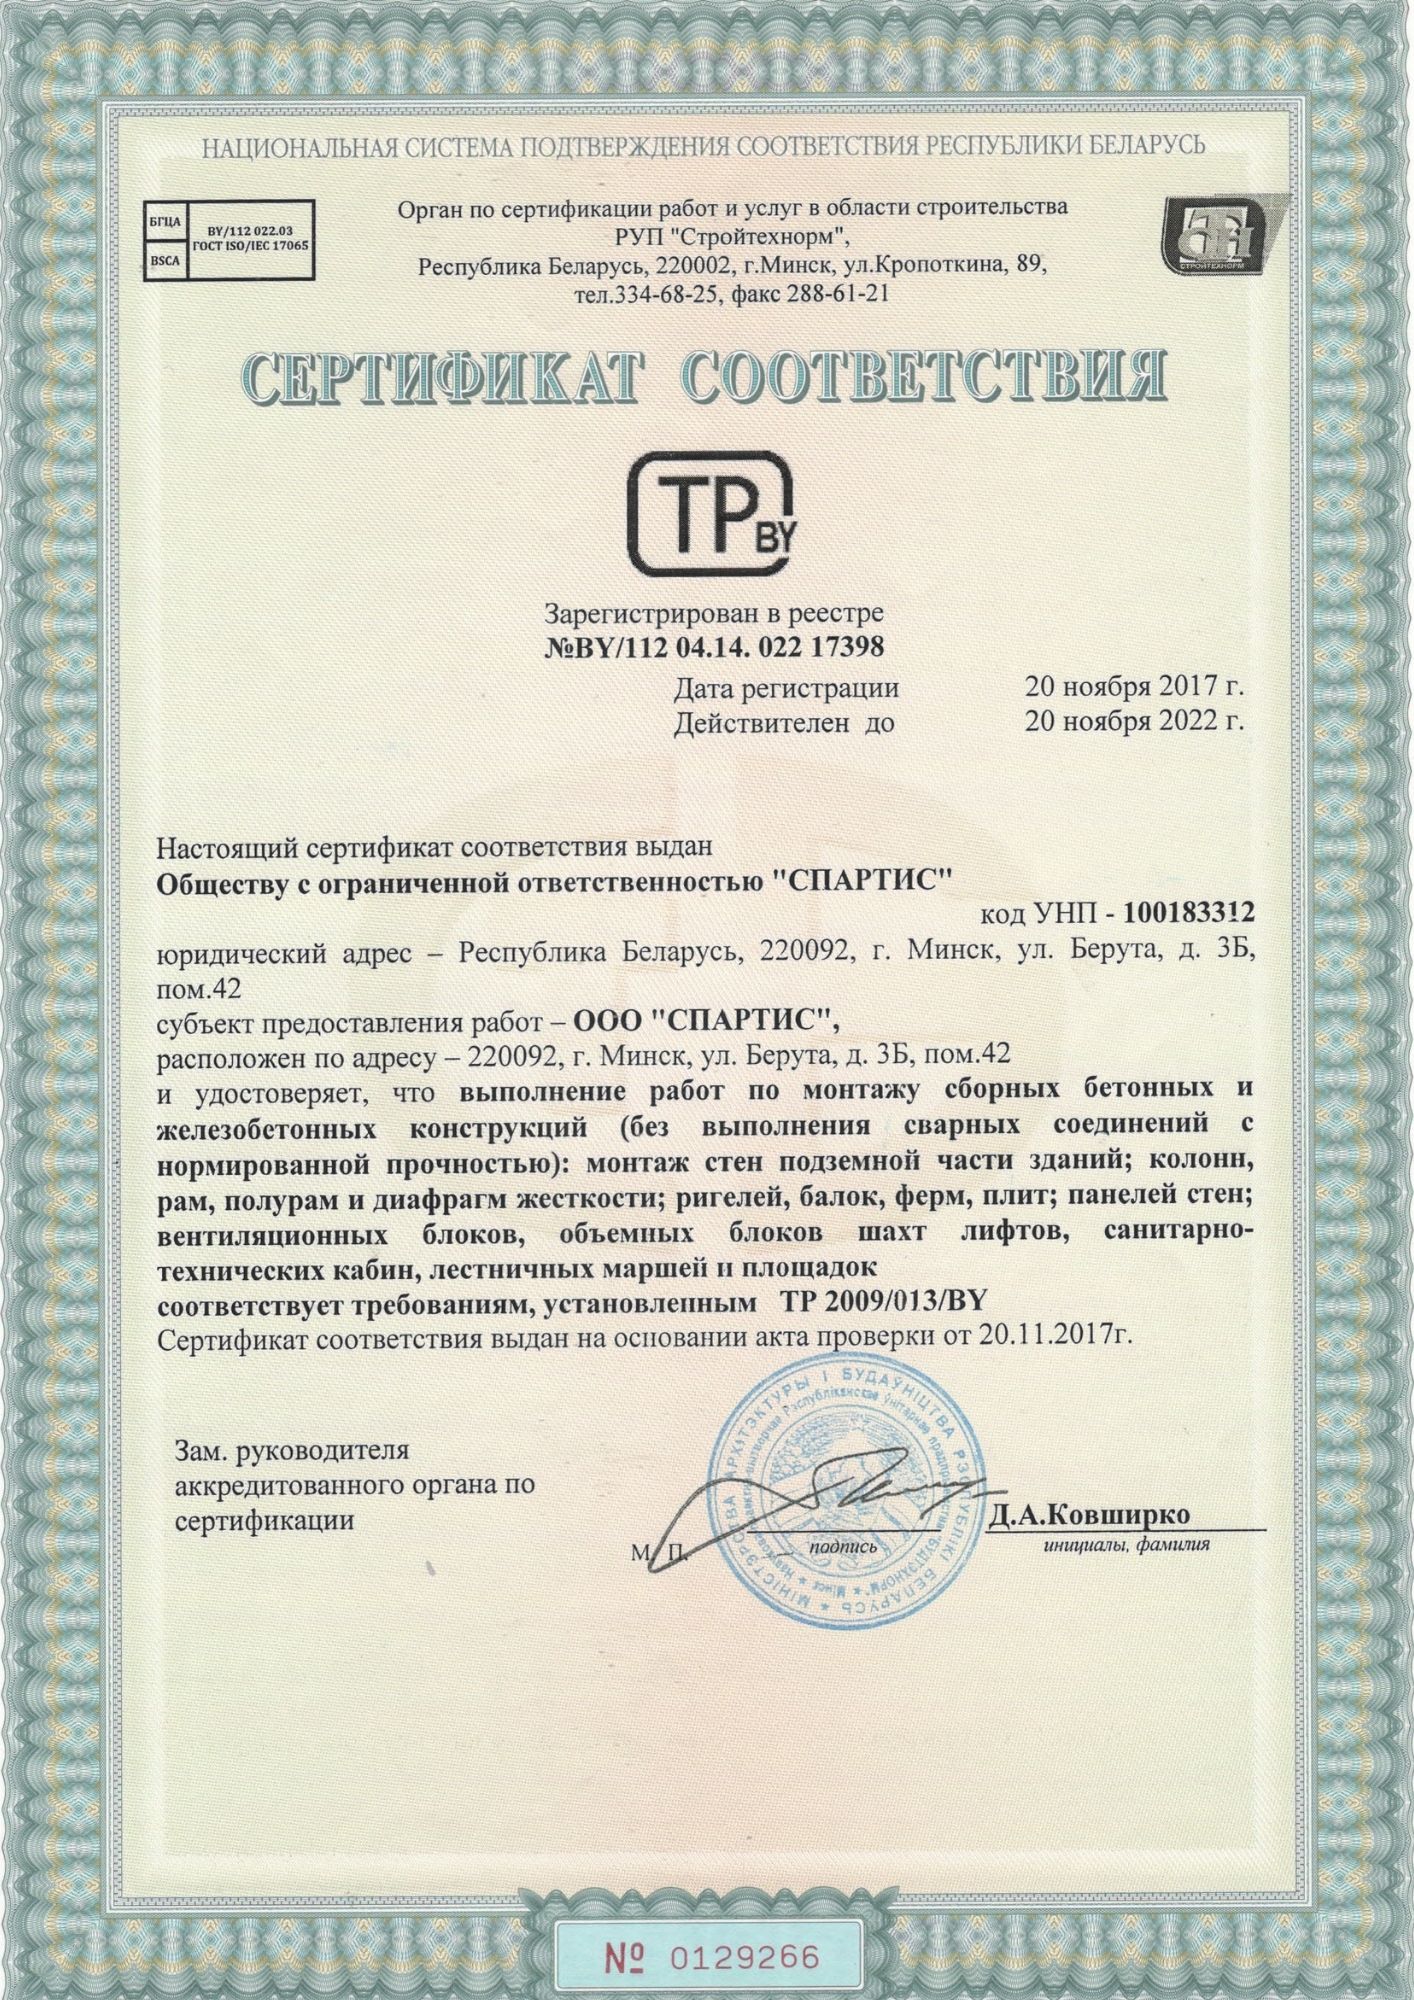 НАЦИОНАЛЬНАЯ СИСТЕМА ПОДТВЕРЖДЕНИЯ СООТВЕТСТВИЯ РЕСПУБЛИКИ БЕЛАРУСЬ
БГЦА
BSCA
BY/112 022.03
ГОСТ ISO/IEC 17065
Орган по сертификации работ и услуг в области строительства
РУП "Стройтехнорм",
Республика Беларусь, 220002, г.Минск, ул.Кропоткина, 89,
тел.334-68-25, факс 288-61-21
СТРОЙТЕХНОРМ
СЕРТИФИКАТ СООТВЕТСТВИЯ
ТР BY
Зарегистрирован в реестре
№BY/112 04.14. 022 17398
Дата регистрации 20 ноября 2017 г.
Действителен до 20 ноября 2022 г.
Настоящий сертификат соответствия выдан
Обществу с ограниченной ответственностью "СПАРТИС"
код УНП - 100183312
юридический адрес – Республика Беларусь, 220092, г. Минск, ул. Берута, д. 3Б,
пом.42
субъект предоставления работ – ООО "СПАРТИС",
расположен по адресу – 220092, г. Минск, ул. Берута, д. 3Б, пом.42
и удостоверяет, что выполнение работ по монтажу сборных бетонных и
железобетонных конструкций (без выполнения сварных соединений с
нормированной прочностью): монтаж стен подземной части зданий; колонн,
рам, полурам и диафрагм жесткости; ригелей, балок, ферм, плит; панелей стен;
вентиляционных блоков, объемных блоков шахт лифтов, санитарно-
технических кабин, лестничных маршей и площадок
соответствует требованиям, установленным ТР 2009/013/BY
Сертификат соответствия выдан на основании акта проверки от 20.11.2017г.
Зам. руководителя
аккредитованного органа по
сертификации
М. П.
подпись
Д.А.Ковширко
инициалы, фамилия
МІНІСТЭРСТВА АРХІТЭКТУРЫ І БУДАЎНІЦТВА РЭСПУБЛІКІ БЕЛАРУСЬ
№ 0129266